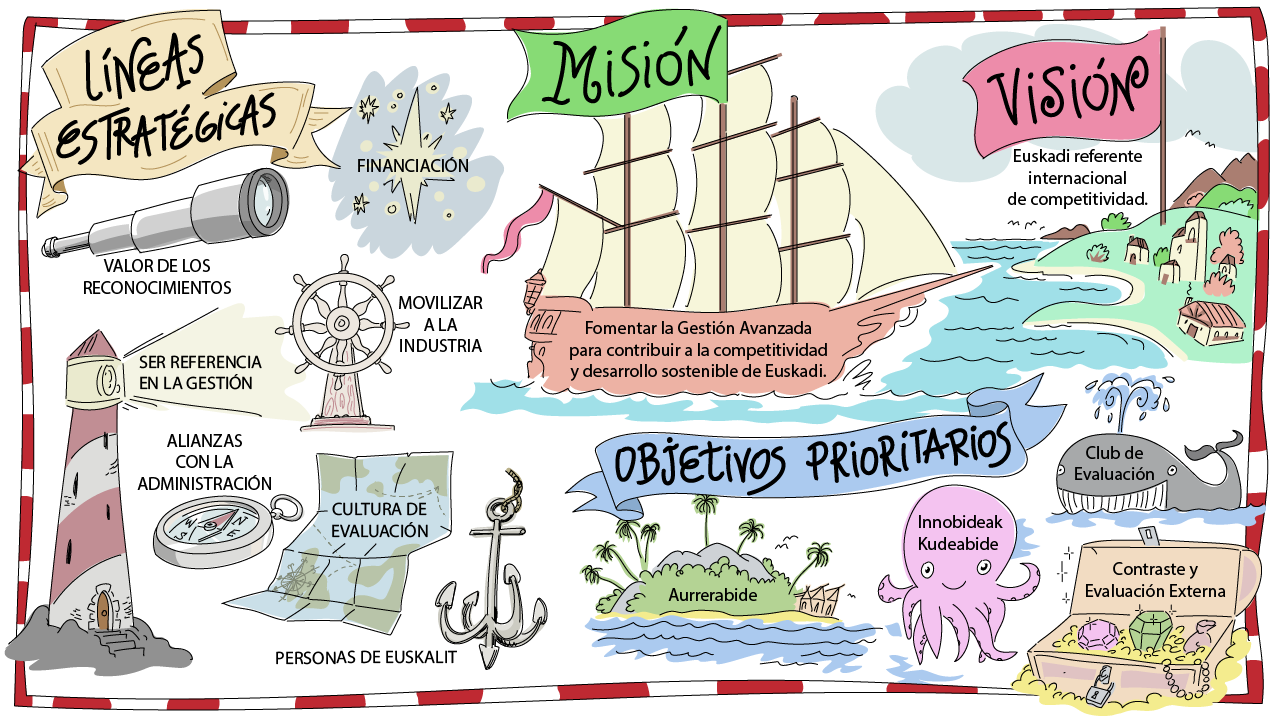 LÍNEAS
ESTRATÉGICAS
FINANCIACIÓN
VALOR DE LOS
RECONOCIMIENTOS
MOVILIZAR
A LA
INDUSTRIA
SER REFERENCIA
EN LA GESTIÓN
ALIANZAS
CON LA
ADMINISTRACIÓN
N
E
S
W
CULTURA DE
EVALUACIÓN
PERSONAS DE EUSKALIT
MISIÓN
Fomentar la Gestión Avanzada
para contribuir a la competitividad
y desarrollo sostenible de Euskadi.
VISIÓN
Euskadi referente
internacional
de competitividad.
OBJETIVOS PRIORITARIOS
Aurrerabide
Innobideak
Kudeabide
Club de
Evaluación
Contraste y
Evaluación Externa